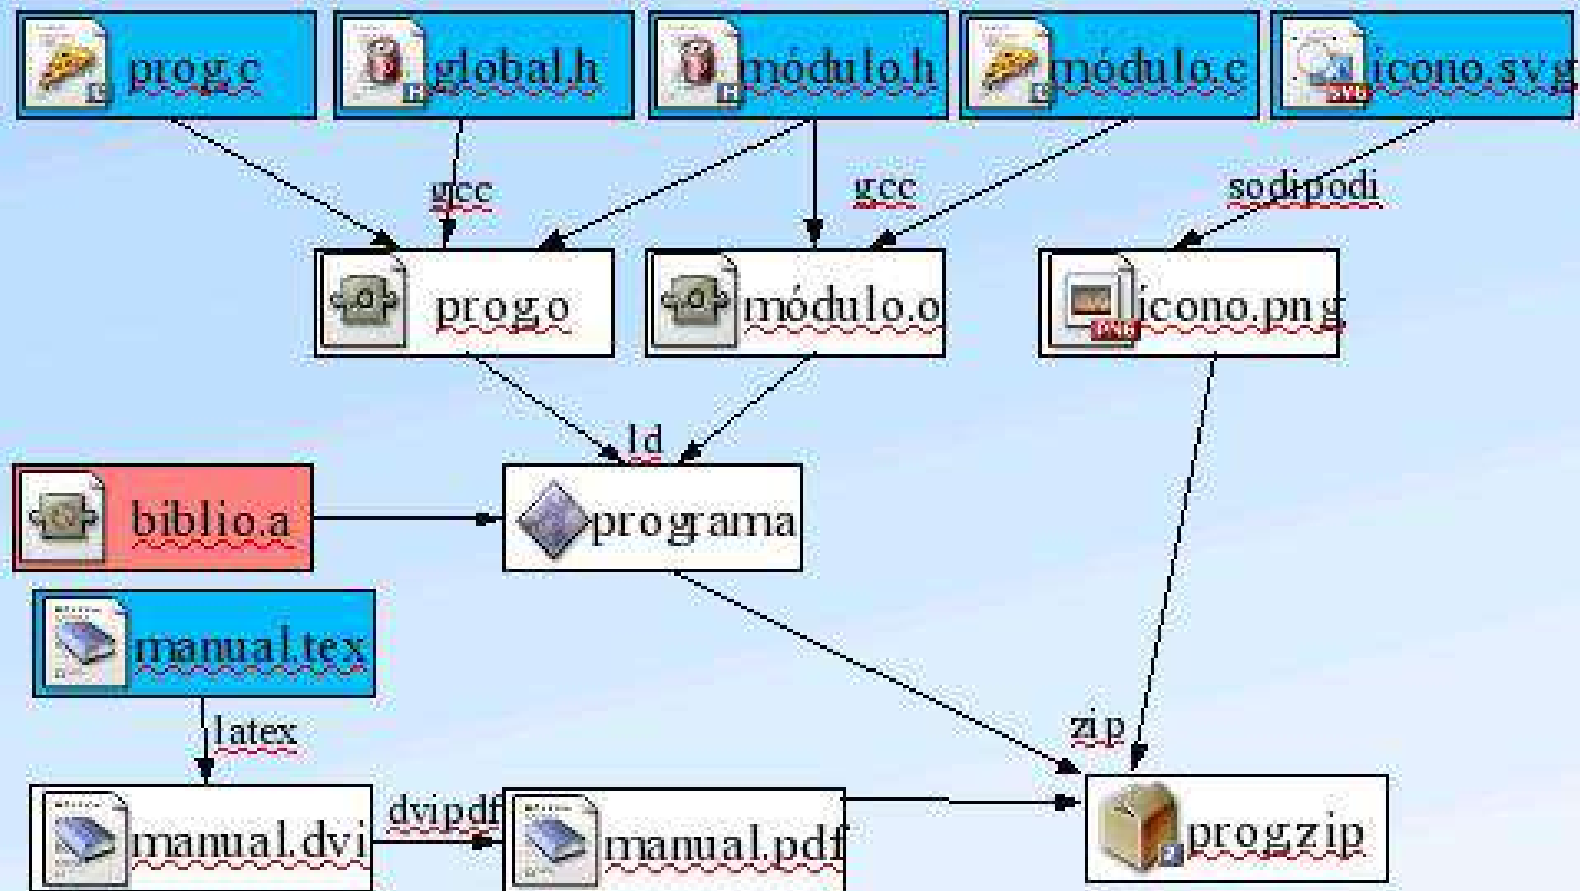 prog.c
global.h
módulo.h
módulo.c
icono.svg
gcc
gcc
sodipodi
prog.o
módulo.o
icono.png
ld
biblio.a
programa
manual.tex
latex
zip
manual.dvi
dvipdf
manual.pdf
prog.zip